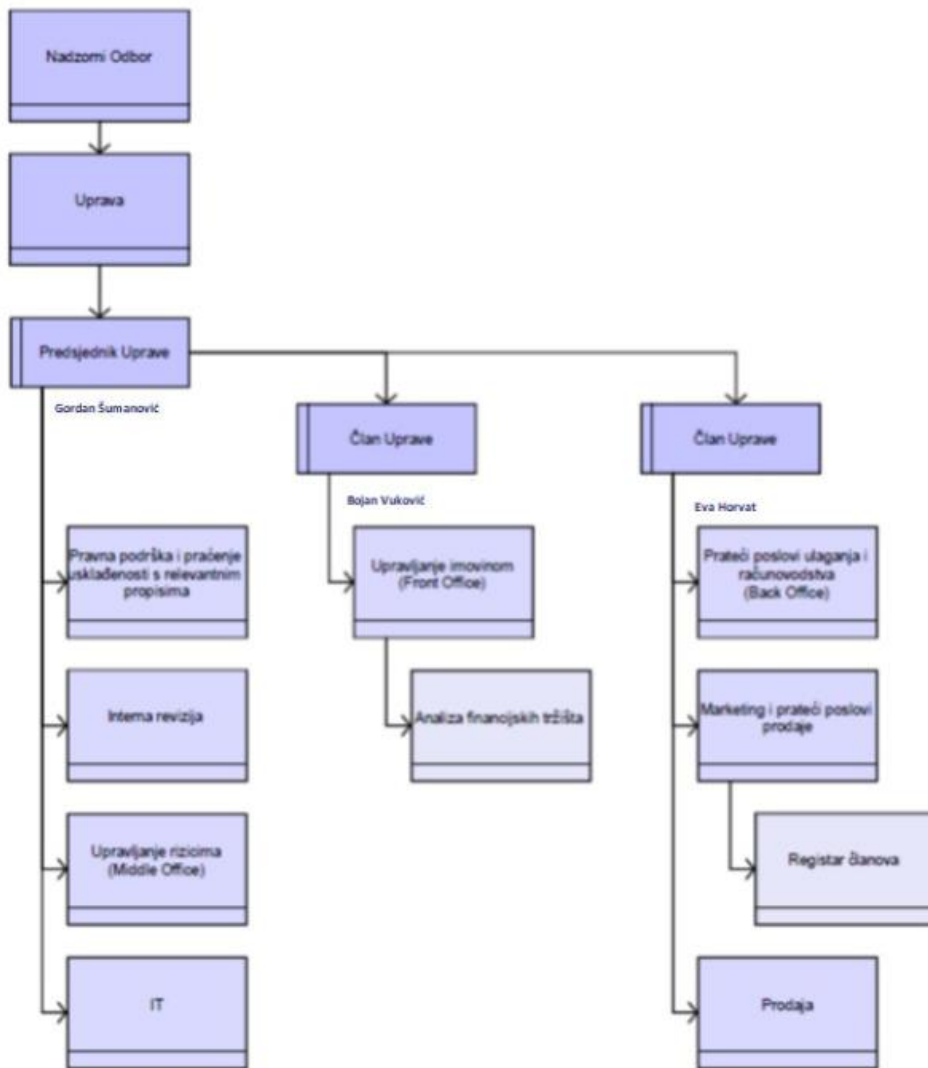 Nadzorni Odbor
Uprava
Predsjednik Uprave
Gordan Šumanović
Član Uprave
Član Uprave
Bojan Vuković
Eva Horvat
Pravna podrška i praćenje
usklađenosti s relevantnim
propisima
Upravljanje imovinom
(Front Office)
Prateći poslovi ulaganja i
računovodstva
(Back Office)
Interna revizija
Analiza financijskih tržišta
Marketing i prateći poslovi
prodaje
Upravljanje rizicima
(Middle Office)
Registar članova
IT
Prodaja